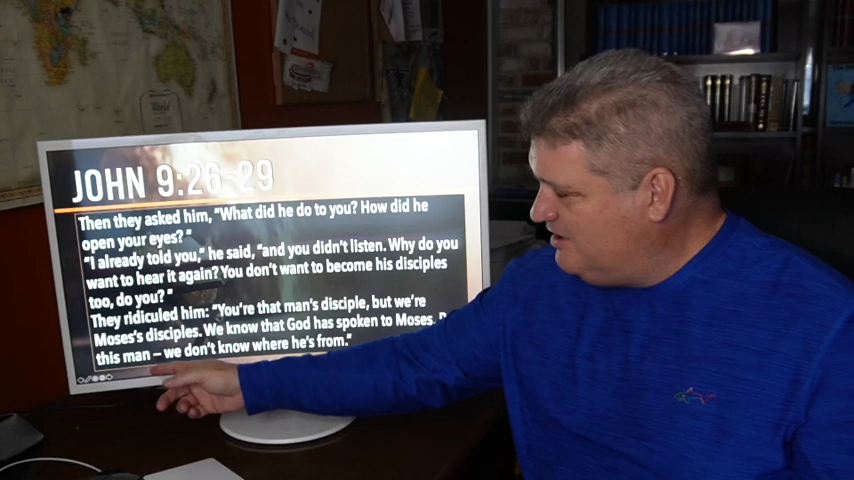 JOHN 9:26-29
Then they asked him, “What did he do to you? How did he
open your eyes?”
“I already told you,” he said, “and you didn’t listen. Why do you
want to hear it again? You don’t want to become his disciples
too, do you?”
They ridiculed him: “You’re that man’s disciple, but we’re
Moses’s disciples. We know that God has spoken to Moses.
this man – we don’t know where he’s from.”